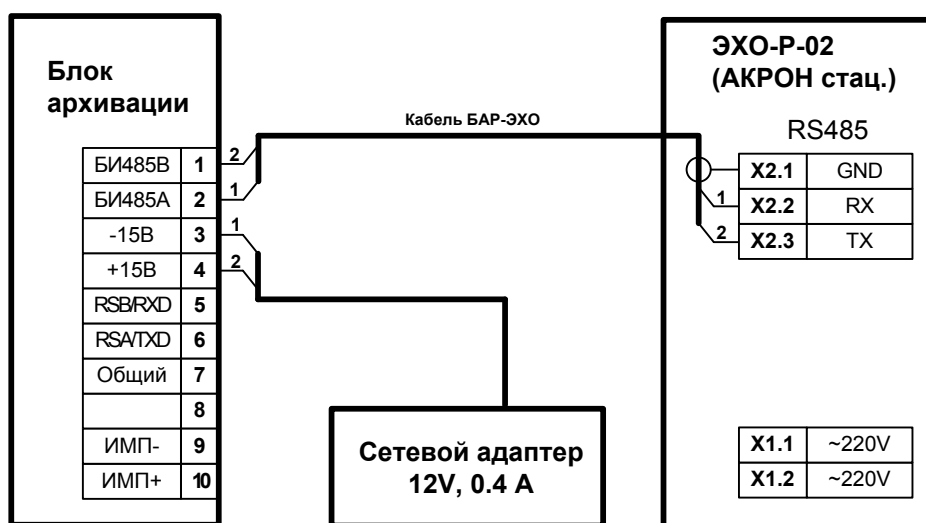 Блок
архивации
БИ485В 1 2
БИ485А 2 1
-15В 3 1
+15В 4 2
RSB/RXD 5
RSA/TXD 6
Общий 7
8
ИМП- 9
ИМП+ 10
Кабель БАР-ЭХО
Сетевой адаптер
12V, 0.4 А
ЭХО-Р-02
(АКРОН стац.)
RS485
X2.1 GND
1 X2.2 RX
2 X2.3 TX
X1.1 ~220V
X1.2 ~220V